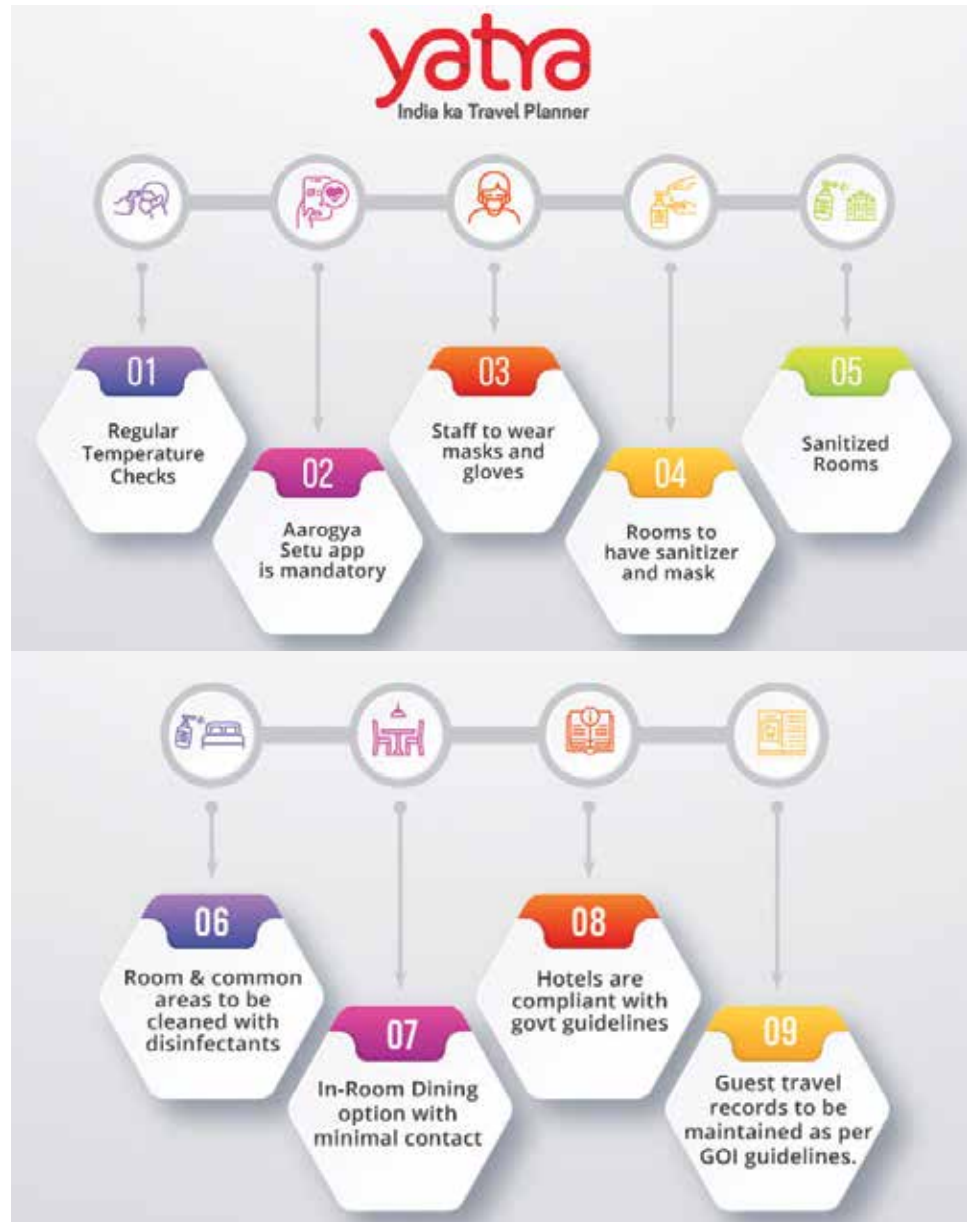 yatra
India ka Travel Planner
01
Regular
Temperature
Checks
02
Aarogya
Setu app
is mandatory
03
Staff to wear
masks and
gloves
04
Rooms to
have sanitizer
and mask
05
Sanitized
Rooms
06
Room & common
areas to be
cleaned with
disinfectants
07
In-Room Dining
option with
minimal contact
08
Hotels are
compliant with
govt guidelines
09
Guest travel
records to be
maintained as per
GOI guidelines.